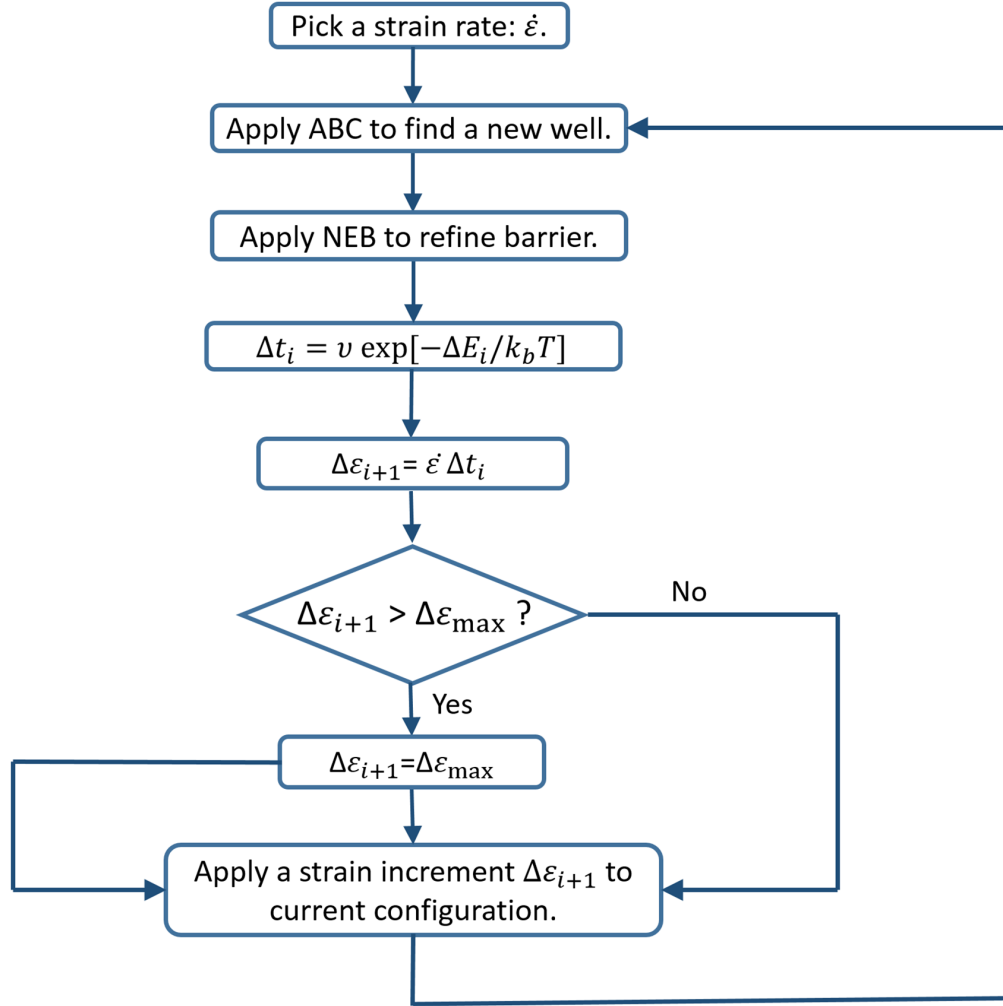 Pick a strain rate: ε̇.
Apply ABC to find a new well.
Apply NEB to refine barrier.
Δt_i = υ exp[−ΔE_i/k_bT]
Δε_{i+1}= ε̇ Δt_i
Δε_{i+1} > Δε_max ?
No
Yes
Δε_{i+1}=Δε_max
Apply a strain increment Δε_{i+1} to
current configuration.